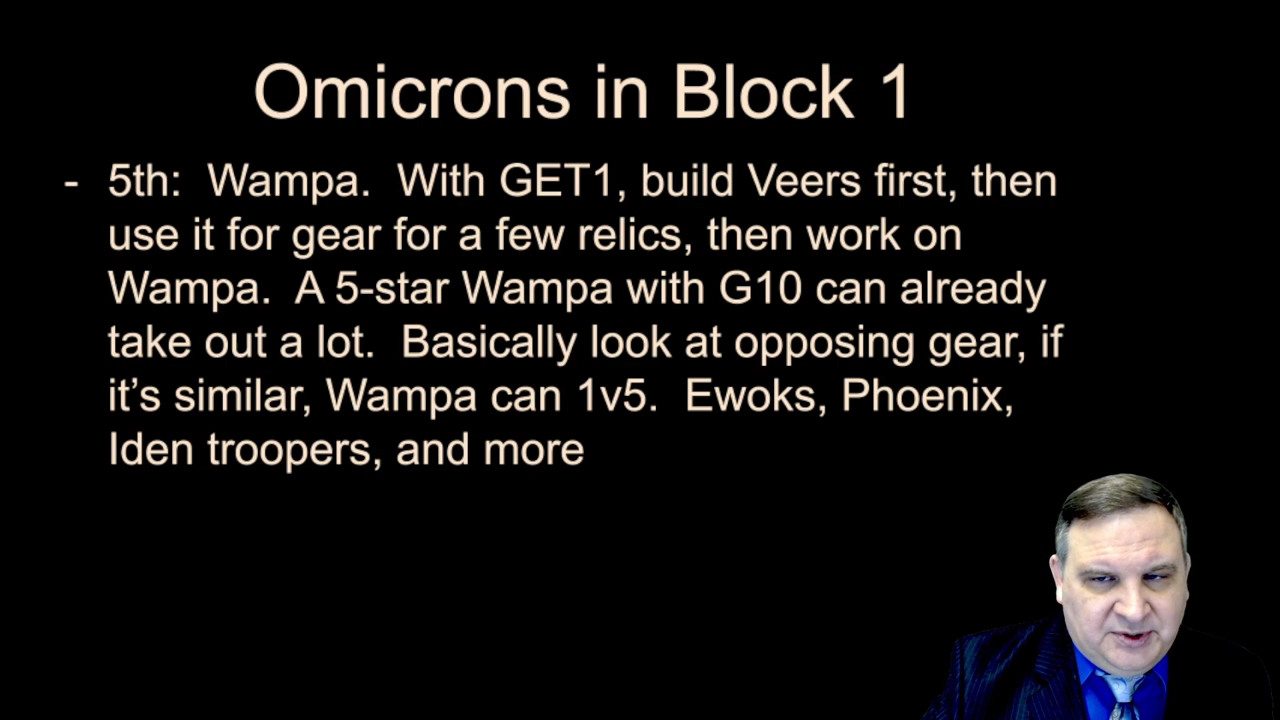 Omicrons in Block 1
- 5th: Wampa. With GET1, build Veers first, then
use it for gear for a few relics, then work on
Wampa. A 5-star Wampa with G10 can already
take out a lot. Basically look at opposing gear, if
it’s similar, Wampa can 1v5. Ewoks, Phoenix,
Iden troopers, and more